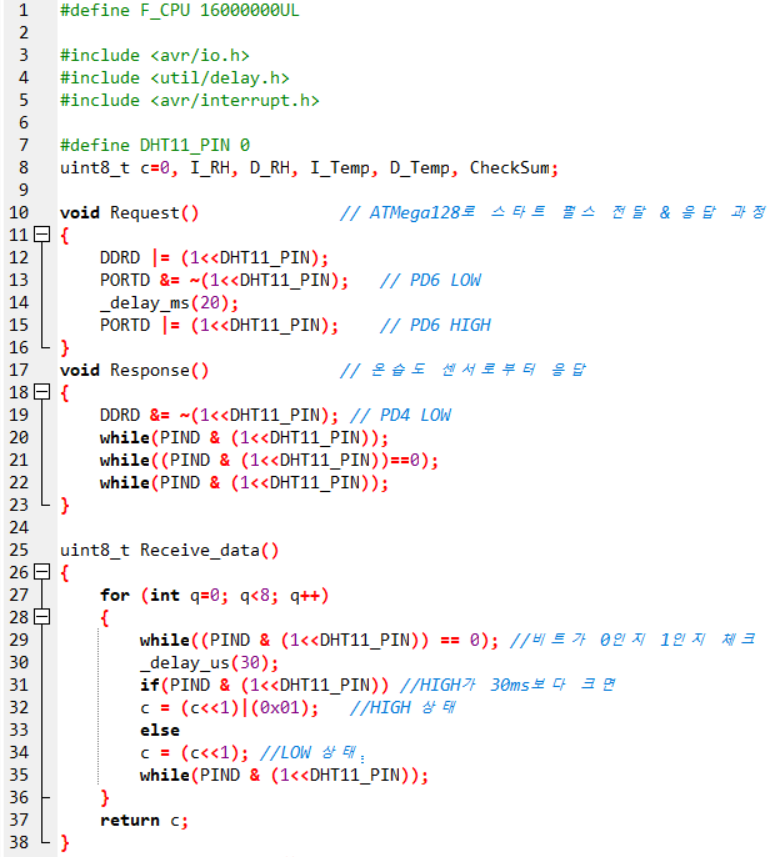 1 #define F_CPU 16000000UL
2
3 #include <avr/io.h>
4 #include <util/delay.h>
5 #include <avr/interrupt.h>
6
7 #define DHT11_PIN 0
8 uint8_t c=0, I_RH, D_RH, I_Temp, D_Temp, CheckSum;
9
10 void Request() // ATMega128로 스타트 펄스 전달 & 응답 과정
11 {
12 DDRD |= (1<<DHT11_PIN);
13 PORTD &= ~(1<<DHT11_PIN); // PD6 LOW
14 _delay_ms(20);
15 PORTD |= (1<<DHT11_PIN); // PD6 HIGH
16 }
17 void Response() // 온습도 센서로부터 응답
18 {
19 DDRD &= ~(1<<DHT11_PIN); // PD4 LOW
20 while(PIND & (1<<DHT11_PIN));
21 while((PIND & (1<<DHT11_PIN))==0);
22 while(PIND & (1<<DHT11_PIN));
23 }
24
25 uint8_t Receive_data()
26 {
27 for (int q=0; q<8; q++)
28 {
29 while((PIND & (1<<DHT11_PIN)) == 0); //비트가 0인지 1인지 체크
30 _delay_us(30);
31 if(PIND & (1<<DHT11_PIN)) //HIGH가 30ms보다 크면
32 c = (c<<1)|(0x01); //HIGH 상태
33 else
34 c = (c<<1); //LOW 상태;
35 while(PIND & (1<<DHT11_PIN));
36 }
37 return c;
38 }